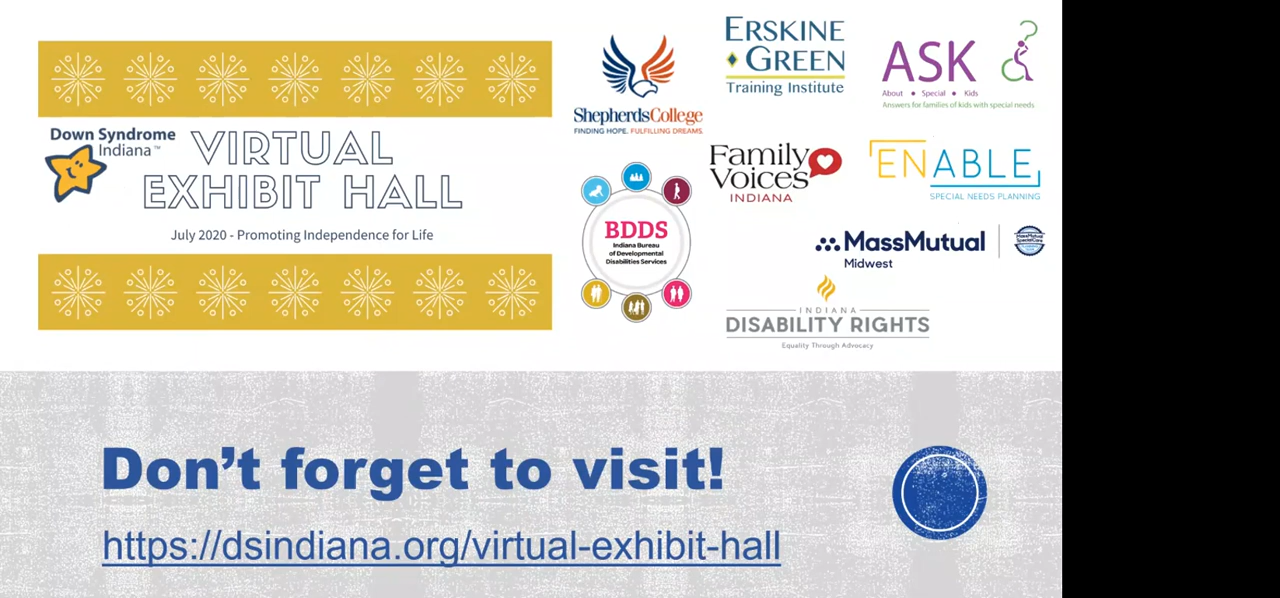 Down Syndrome
Indiana™
VIRTUAL
EXHIBIT HALL
July 2020 - Promoting Independence for Life
ShepherdsCollege
FINDING HOPE. FULFILLING DREAMS.
ERSKINE
GREEN
Training Institute
ASK
About • Special • Kids
Answers for families of kids with special needs
BDDS
Indiana Bureau
of Developmental
Disabilities Services
Family
Voices
INDIANA
ENABLE
SPECIAL NEEDS PLANNING
MassMutual
Midwest
INDIANA
DISABILITY RIGHTS
Equality Through Advocacy
Don't forget to visit!
https://dsindiana.org/virtual-exhibit-hall